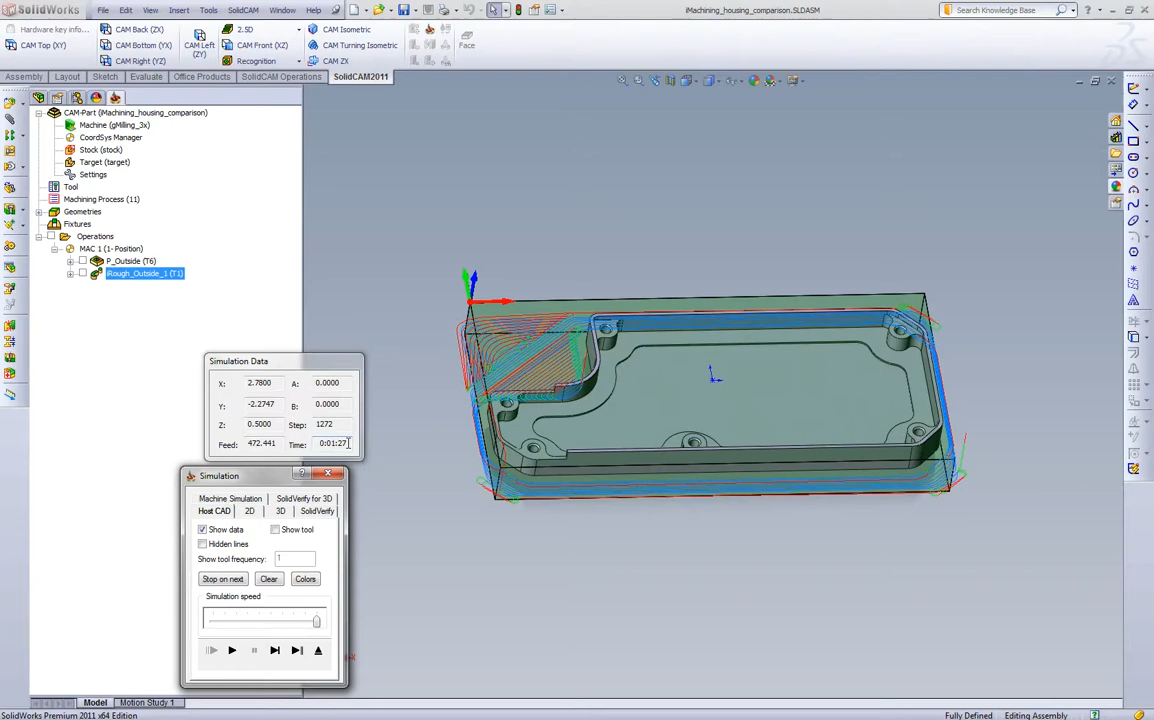 SolidWorks File Edit View Insert Tools SolidCAM Window Help iMachining_housing_comparison.SLDASM Search Knowledge Base
Hardware key info... CAM Back (ZX) 2.5D CAM Isometric
CAM Top (XY) CAM Bottom (YX) CAM Left (ZY) CAM Front (XZ) CAM Turning Isometric Face
CAM Right (YZ) Recognition CAM ZX
Assembly Layout Sketch Evaluate Office Products SolidCAM Operations SolidCAM2011
CAM-Part (iMachining_housing_comparison)
Machine (gMilling_3x)
CoordSys Manager
Stock (stock)
Target (target)
Settings
Tool
Machining Process (11)
Geometries
Fixtures
Operations
MAC 1 (1- Position)
P_Outside (T6)
iRough_Outside_1 (T1)
Simulation Data
X: 2.7800 A: 0.0000
Y: -2.2747 B: 0.0000
Z: 0.5000 Step: 1272
Feed: 472.441 Time: 0:01:27
Simulation
Machine Simulation SolidVerify for 3D
Host CAD 2D 3D SolidVerify
Show data Show tool
Hidden lines
Show tool frequency: 1
Stop on next Clear Colors
Simulation speed
Model Motion Study 1
SolidWorks Premium 2011 x64 Edition Fully Defined Editing Assembly